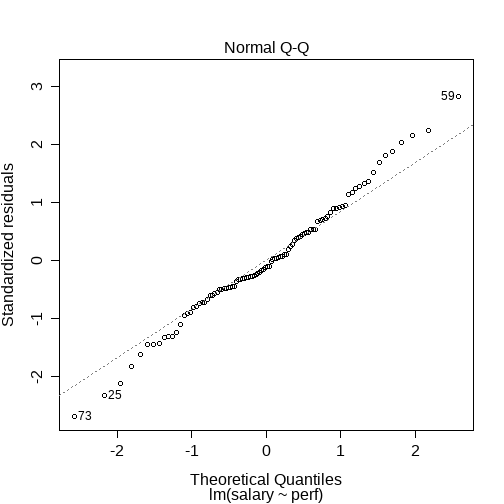 Normal Q-Q
Standardized residuals
3
2
1
0
-1
-2
59
25
73
-2 -1 0 1 2
Theoretical Quantiles
lm(salary ~ perf)